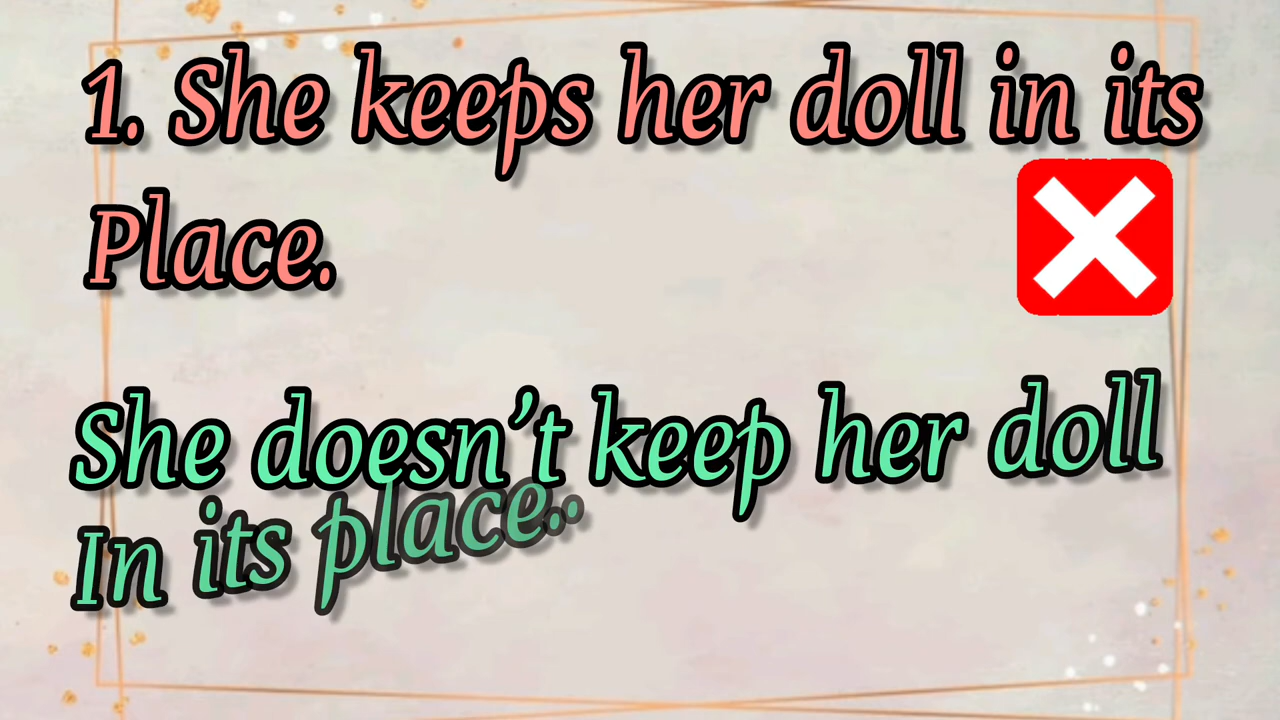 1. She keeps her doll in its
Place.
She doesn't keep her doll
In its place..